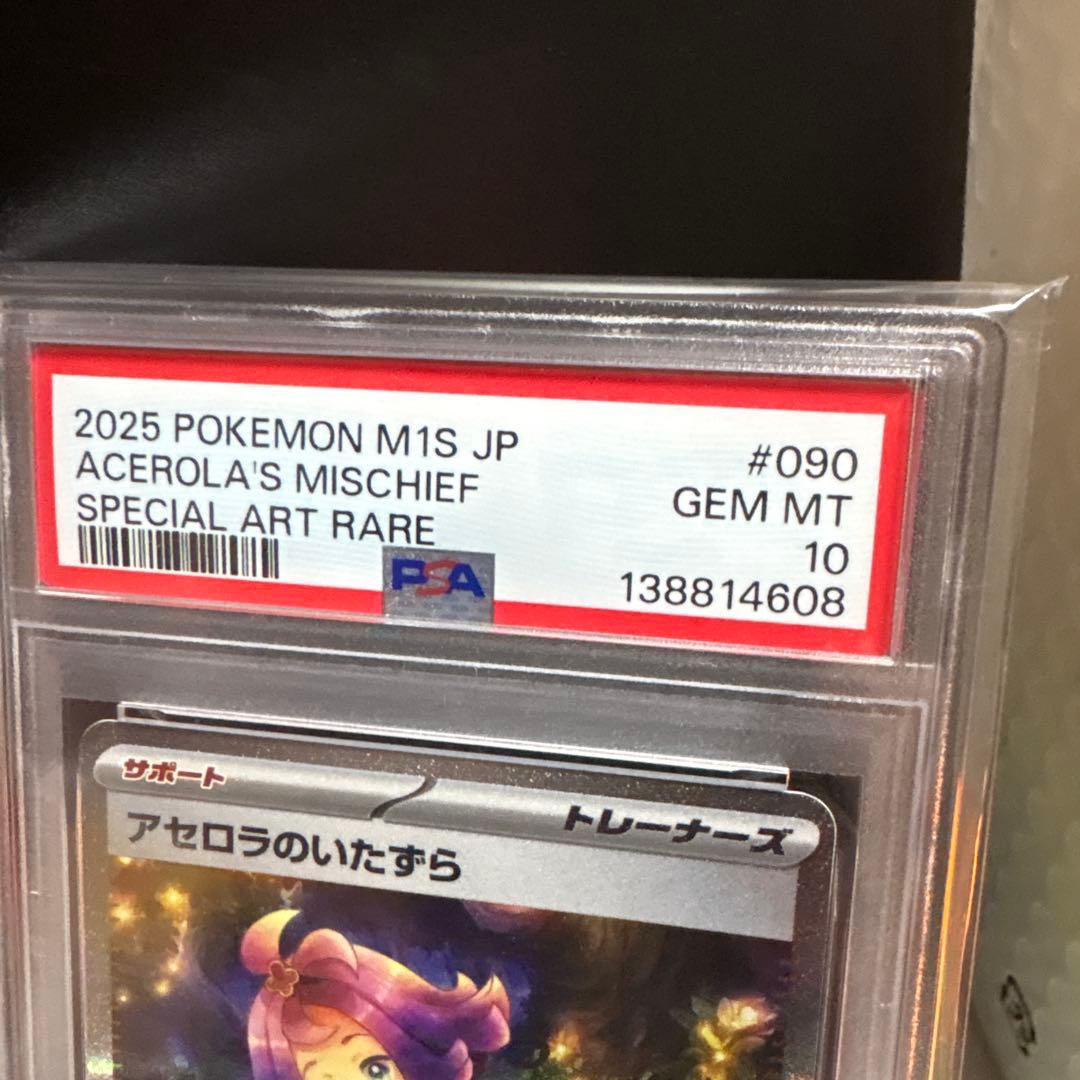 2025 POKEMON M1S JP
ACEROLA'S MISCHIEF
SPECIAL ART RARE
#090
GEM MT
10
138814608
PSA
サポート
トレーナーズ
アセロラのいたずら